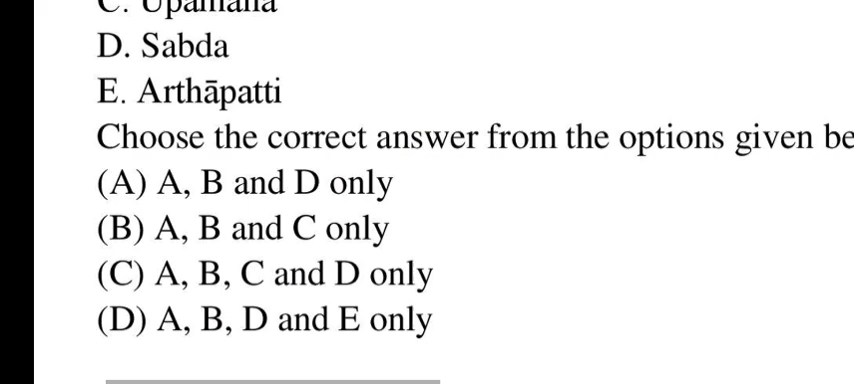 C. Upamana
D. Sabda
E. Arthāpatti
Choose the correct answer from the options given be
(A) A, B and D only
(B) A, B and C only
(C) A, B, C and D only
(D) A, B, D and E only